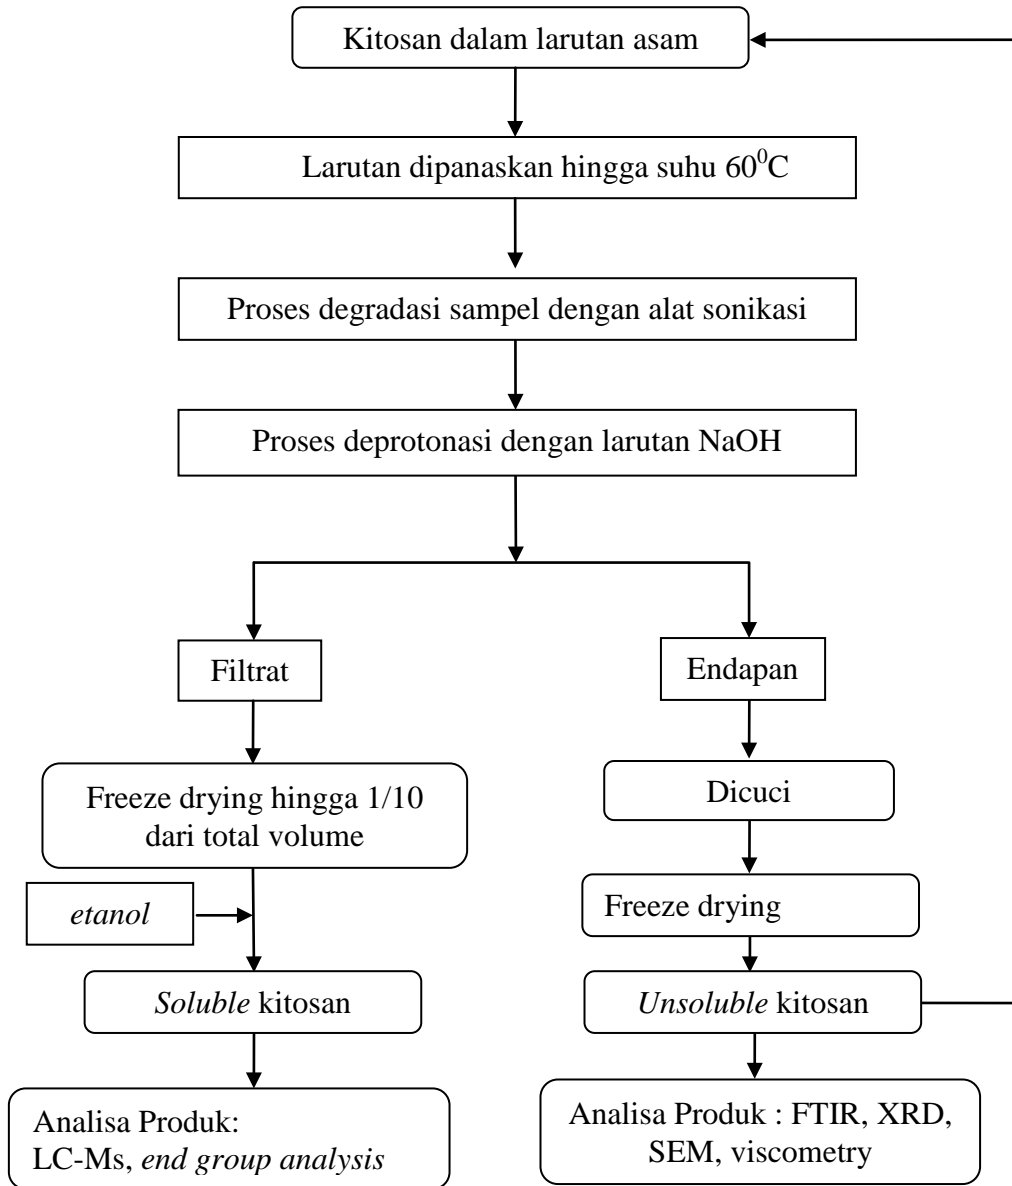 Kitosan dalam larutan asam
Larutan dipanaskan hingga suhu 60⁰C
Proses degradasi sampel dengan alat sonikasi
Proses deprotonasi dengan larutan NaOH
Filtrat
Endapan
Freeze drying hingga 1/10
dari total volume
Dicuci
etanol
Freeze drying
Soluble kitosan
Unsoluble kitosan
Analisa Produk:
LC-Ms, end group analysis
Analisa Produk : FTIR, XRD,
SEM, viscometry